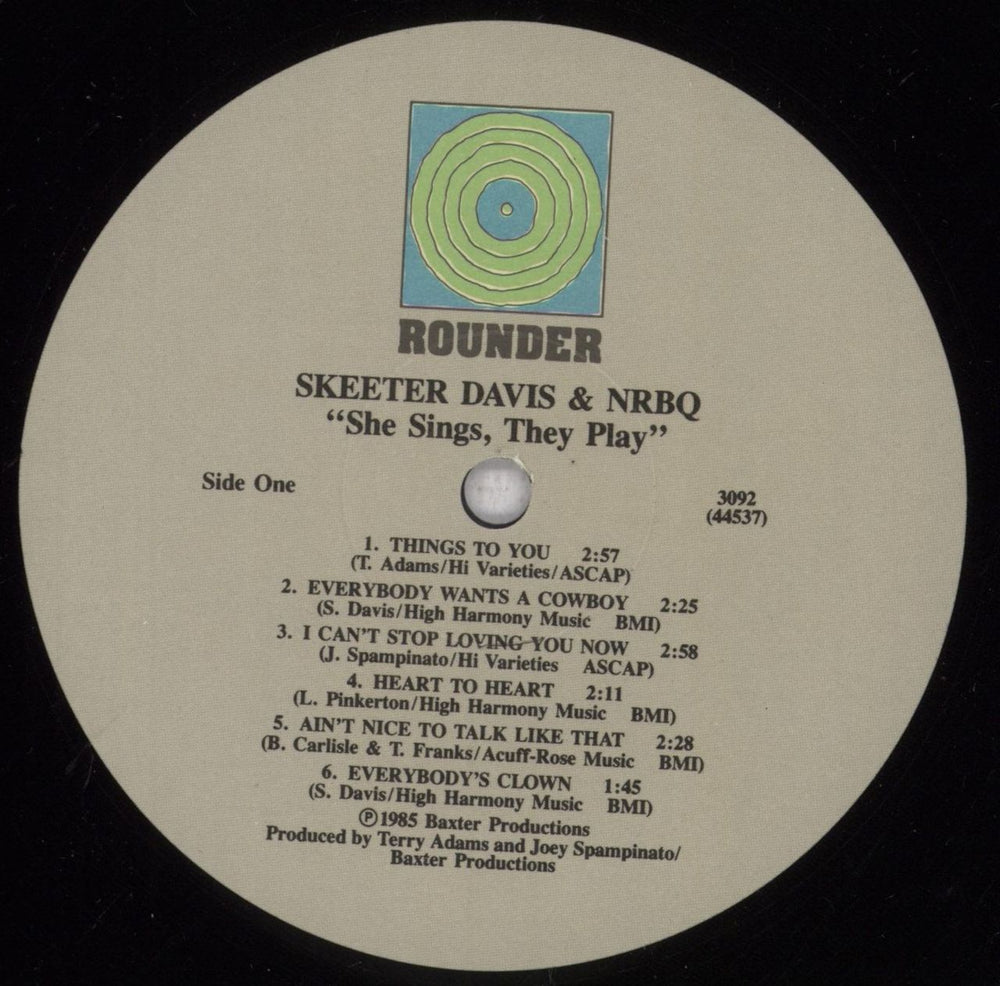 ROUNDER
SKEETER DAVIS & NRBQ
“She Sings, They Play”
Side One
3092
(44537)
1. THINGS TO YOU 2:57
(T. Adams/Hi Varieties/ASCAP)
2. EVERYBODY WANTS A COWBOY 2:25
(S. Davis/High Harmony Music BMI)
3. I CAN'T STOP LOVING YOU NOW 2:58
(J. Spampinato/Hi Varieties ASCAP)
4. HEART TO HEART 2:11
(L. Pinkerton/High Harmony Music BMI)
5. AIN'T NICE TO TALK LIKE THAT 2:28
(B. Carlisle & T. Franks/Acuff-Rose Music BMI)
6. EVERYBODY'S CLOWN 1:45
(S. Davis/High Harmony Music BMI)
℗1985 Baxter Productions
Produced by Terry Adams and Joey Spampinato/
Baxter Productions